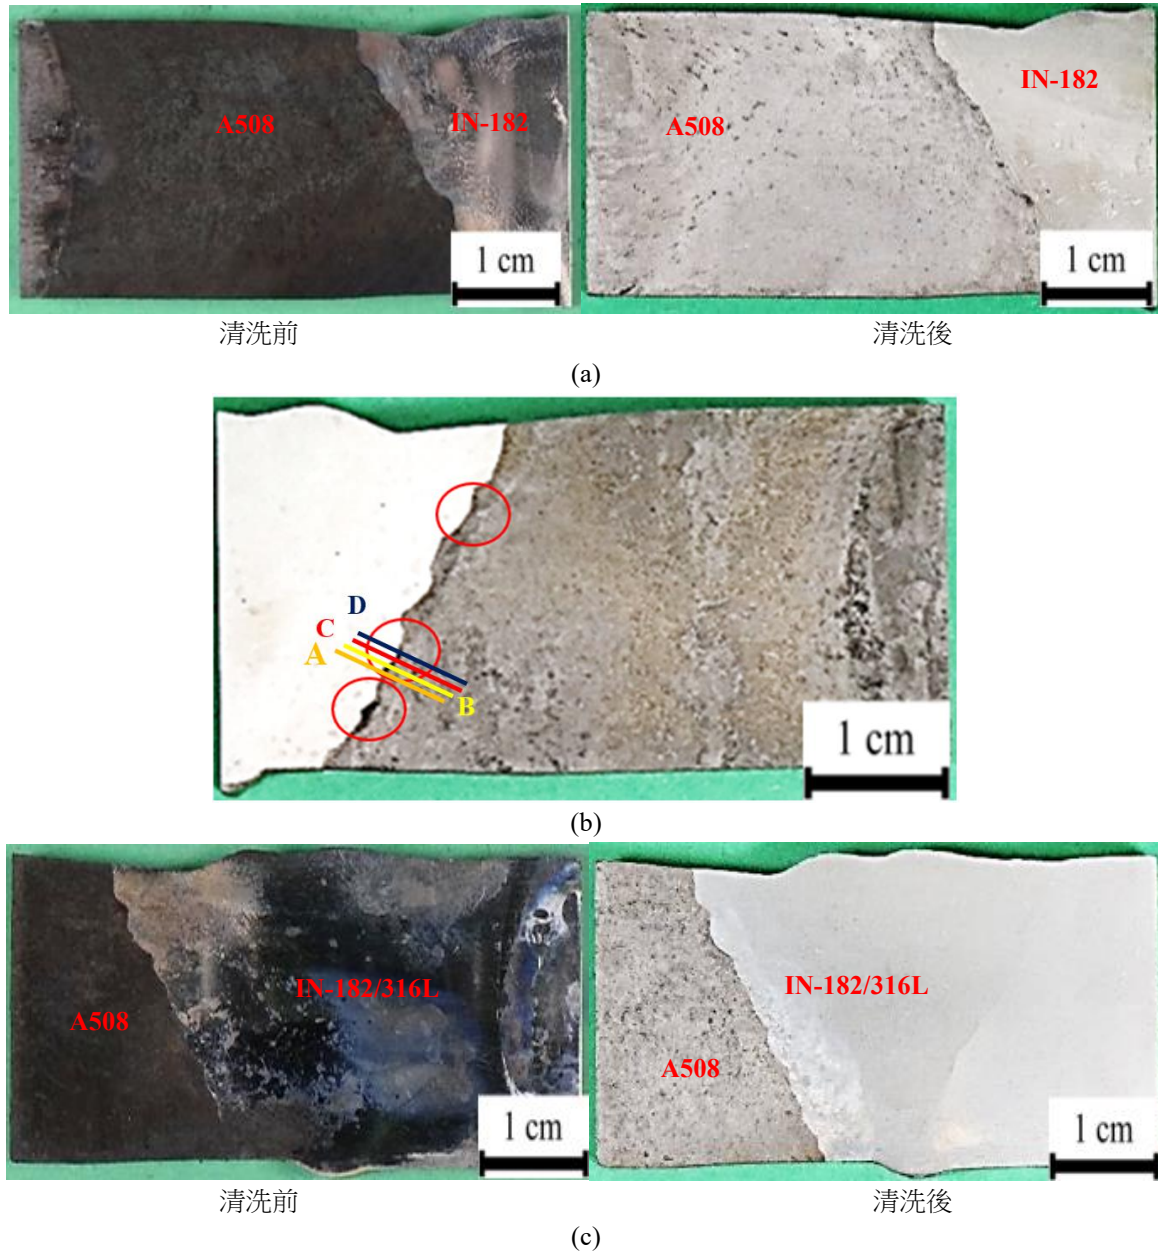 A508
IN-182
1 cm
A508
IN-182
1 cm
清洗前
清洗後
(a)
D
C
A
B
1 cm
(b)
A508
IN-182/316L
1 cm
A508
IN-182/316L
1 cm
清洗前
清洗後
(c)